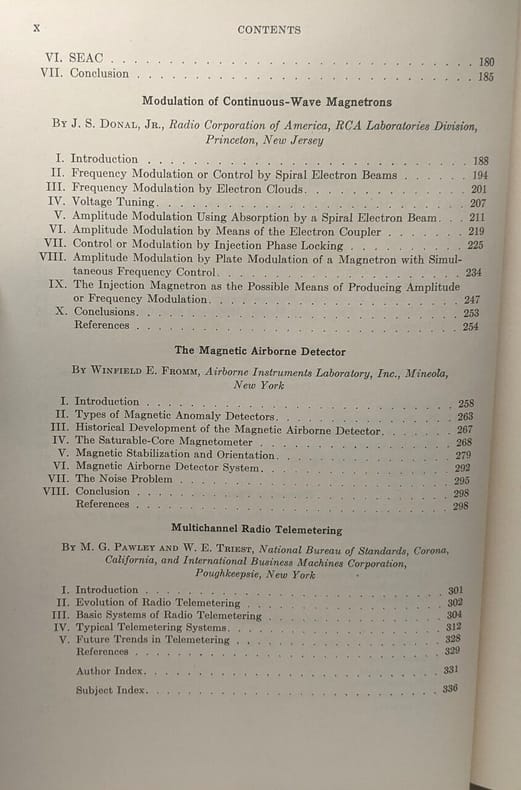 X CONTENTS
VI. SEAC . . . . . . . . . . . . . . . . . . . . . . . . . . 180
VII. Conclusion . . . . . . . . . . . . . . . . . . . . . . . . 185
Modulation of Continuous-Wave Magnetrons
BY J. S. DONAL, JR., Radio Corporation of America, RCA Laboratories Division,
Princeton, New Jersey
I. Introduction . . . . . . . . . . . . . . . . . . . . . . . 188
II. Frequency Modulation or Control by Spiral Electron Beams . . . . . . 194
III. Frequency Modulation by Electron Clouds. . . . . . . . . . . . 201
IV. Voltage Tuning. . . . . . . . . . . . . . . . . . . . . . 207
V. Amplitude Modulation Using Absorption by a Spiral Electron Beam. . . 211
VI. Amplitude Modulation by Means of the Electron Coupler . . . . . . . 219
VII. Control or Modulation by Injection Phase Locking . . . . . . . . . 225
VIII. Amplitude Modulation by Plate Modulation of a Magnetron with Simul-
taneous Frequency Control. . . . . . . . . . . . . . . . . . 234
IX. The Injection Magnetron as the Possible Means of Producing Amplitude
or Frequency Modulation. . . . . . . . . . . . . . . . . . 247
X. Conclusions. . . . . . . . . . . . . . . . . . . . . . . 253
References . . . . . . . . . . . . . . . . . . . . . . . 254
The Magnetic Airborne Detector
BY WINFIELD E. FROMM, Airborne Instruments Laboratory, Inc., Mineola,
New York
I. Introduction . . . . . . . . . . . . . . . . . . . . . . 258
II. Types of Magnetic Anomaly Detectors. . . . . . . . . . . . . . 263
III. Historical Development of the Magnetic Airborne Detector. . . . . . . 267
IV. The Saturable-Core Magnetometer . . . . . . . . . . . . . . . 268
V. Magnetic Stabilization and Orientation. . . . . . . . . . . . . . 279
VI. Magnetic Airborne Detector System. . . . . . . . . . . . . . . 292
VII. The Noise Problem . . . . . . . . . . . . . . . . . . . . 295
VIII. Conclusion . . . . . . . . . . . . . . . . . . . . . . . 298
References . . . . . . . . . . . . . . . . . . . . . . . 298
Multichannel Radio Telemetering
BY M. G. PAWLEY AND W. E. TRIEST, National Bureau of Standards, Corona,
California, and International Business Machines Corporation,
Poughkeepsie, New York
I. Introduction . . . . . . . . . . . . . . . . . . . . . . 301
II. Evolution of Radio Telemetering . . . . . . . . . . . . . . . 302
III. Basic Systems of Radio Telemetering . . . . . . . . . . . . . . 304
IV. Typical Telemetering Systems. . . . . . . . . . . . . . . . . 312
V. Future Trends in Telemetering . . . . . . . . . . . . . . . . 328
References . . . . . . . . . . . . . . . . . . . . . . 329
Author Index. . . . . . . . . . . . . . . . . . . . . . . 331
Subject Index. . . . . . . . . . . . . . . . . . . . . . 336